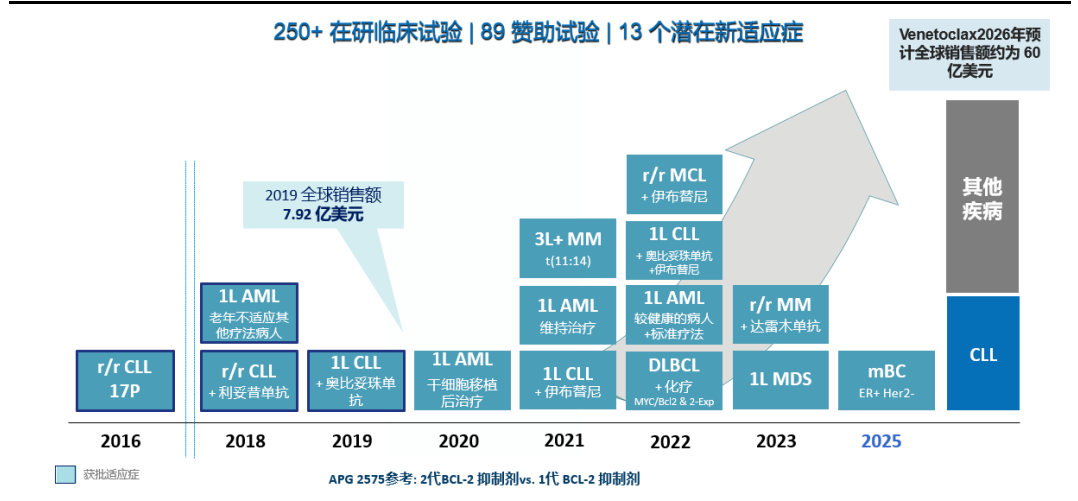 250+ 在研临床试验 | 89 赞助试验 | 13 个潜在新适应症
Venetoclax2026年预
计全球销售额约为 60
亿美元
2019 全球销售额
7.92 亿美元
r/r CLL
17P
1L AML
老年不适应其
他疗法病人
r/r CLL
+ 利妥昔单抗
1L CLL
+ 奥比妥珠单
抗
1L AML
干细胞移植
后治疗
3L+ MM
t(11:14)
1L AML
维持治疗
1L CLL
+ 伊布替尼
r/r MCL
+ 伊布替尼
1L CLL
+ 奥比妥珠单抗
+伊布替尼
1L AML
较健康的病人
+标准疗法
DLBCL
+ 化疗
MYC/Bcl2 & 2-Exp
r/r MM
+ 达雷木单抗
1L MDS
mBC
ER+ Her2-
其他
疾病
CLL
2016
2018
2019
2020
2021
2022
2023
2025
获批适应症
APG 2575参考: 2代BCL-2 抑制剂vs. 1代 BCL-2 抑制剂